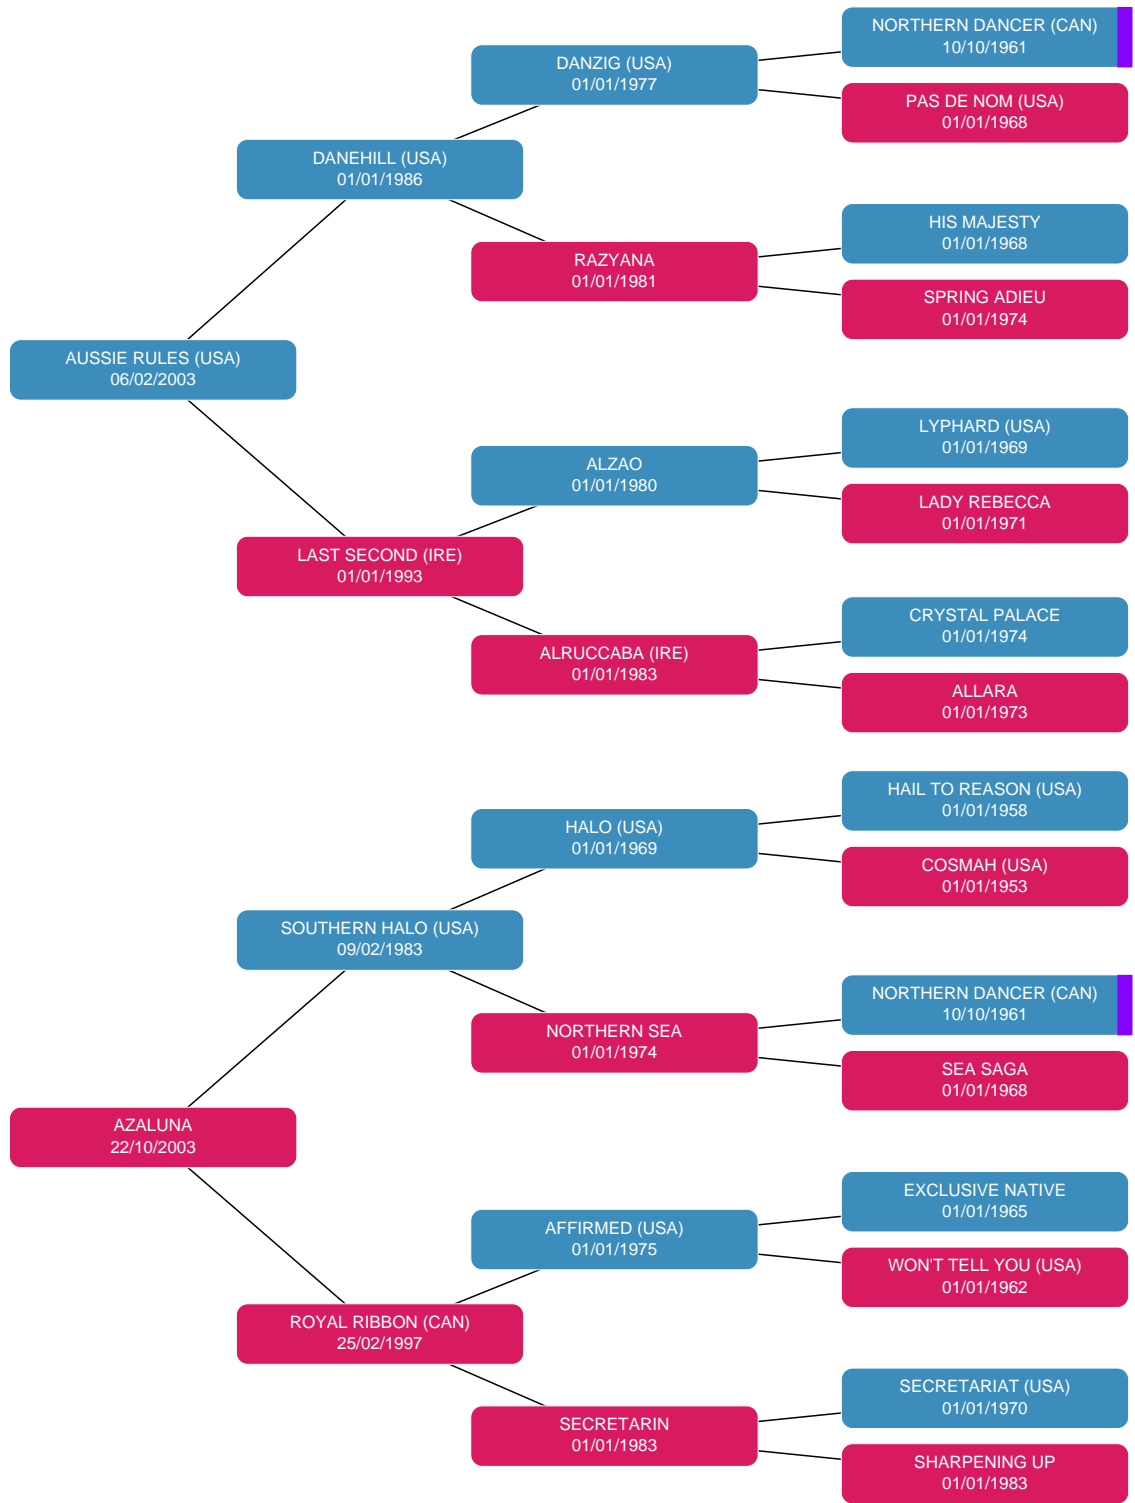 NORTHERN DANCER (CAN)
10/10/1961
DANZIG (USA)
01/01/1977
PAS DE NOM (USA)
01/01/1968
DANEHILL (USA)
01/01/1986
HIS MAJESTY
01/01/1968
RAZYANA
01/01/1981
SPRING ADIEU
01/01/1974
AUSSIE RULES (USA)
06/02/2003
LYPHARD (USA)
01/01/1969
ALZAO
01/01/1980
LADY REBECCA
01/01/1971
LAST SECOND (IRE)
01/01/1993
CRYSTAL PALACE
01/01/1974
ALRUCCABA (IRE)
01/01/1983
ALLARA
01/01/1973
HAIL TO REASON (USA)
01/01/1958
HALO (USA)
01/01/1969
COSMAH (USA)
01/01/1953
SOUTHERN HALO (USA)
09/02/1983
NORTHERN DANCER (CAN)
10/10/1961
NORTHERN SEA
01/01/1974
SEA SAGA
01/01/1968
AZALUNA
22/10/2003
EXCLUSIVE NATIVE
01/01/1965
AFFIRMED (USA)
01/01/1975
WON'T TELL YOU (USA)
01/01/1962
ROYAL RIBBON (CAN)
25/02/1997
SECRETARIAT (USA)
01/01/1970
SECRETARIN
01/01/1983
SHARPENING UP
01/01/1983